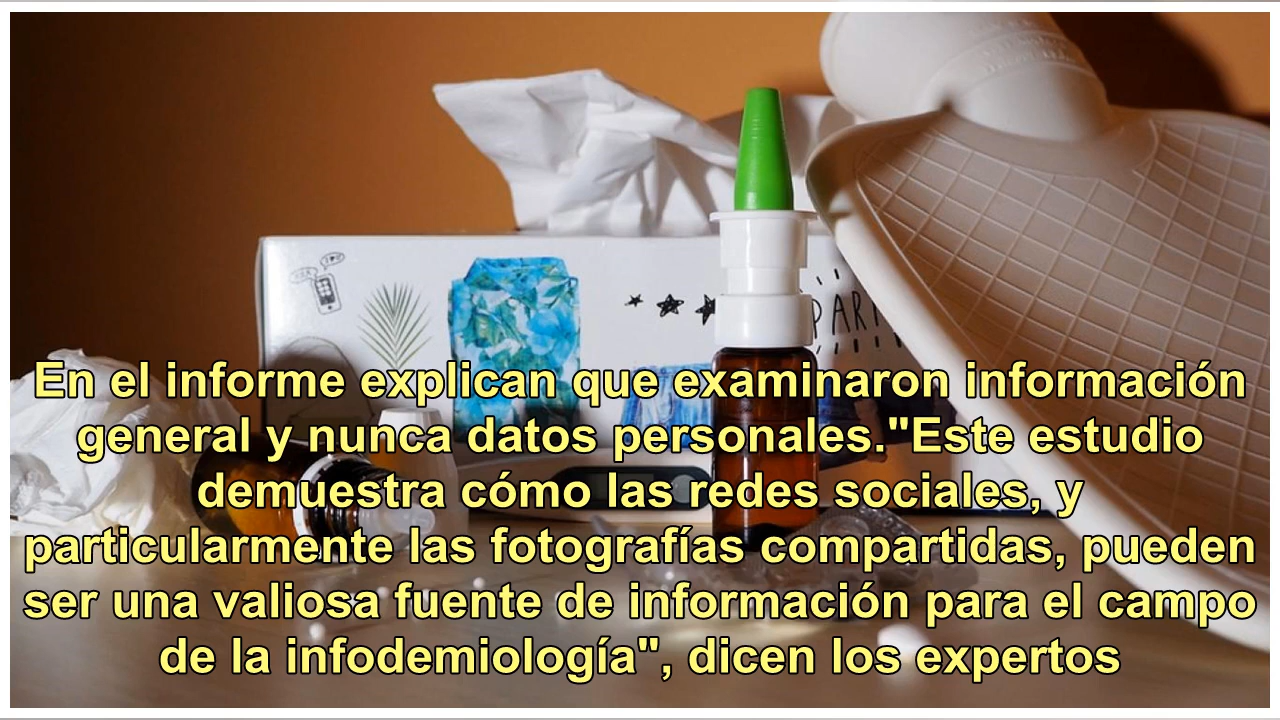 PARI
En el informe explican que examinaron información
general y nunca datos personales."Este estudio
demuestra cómo las redes sociales, y
particularmente las fotografías compartidas, pueden
ser una valiosa fuente de información para el campo
de la infodemiología", dicen los expertos